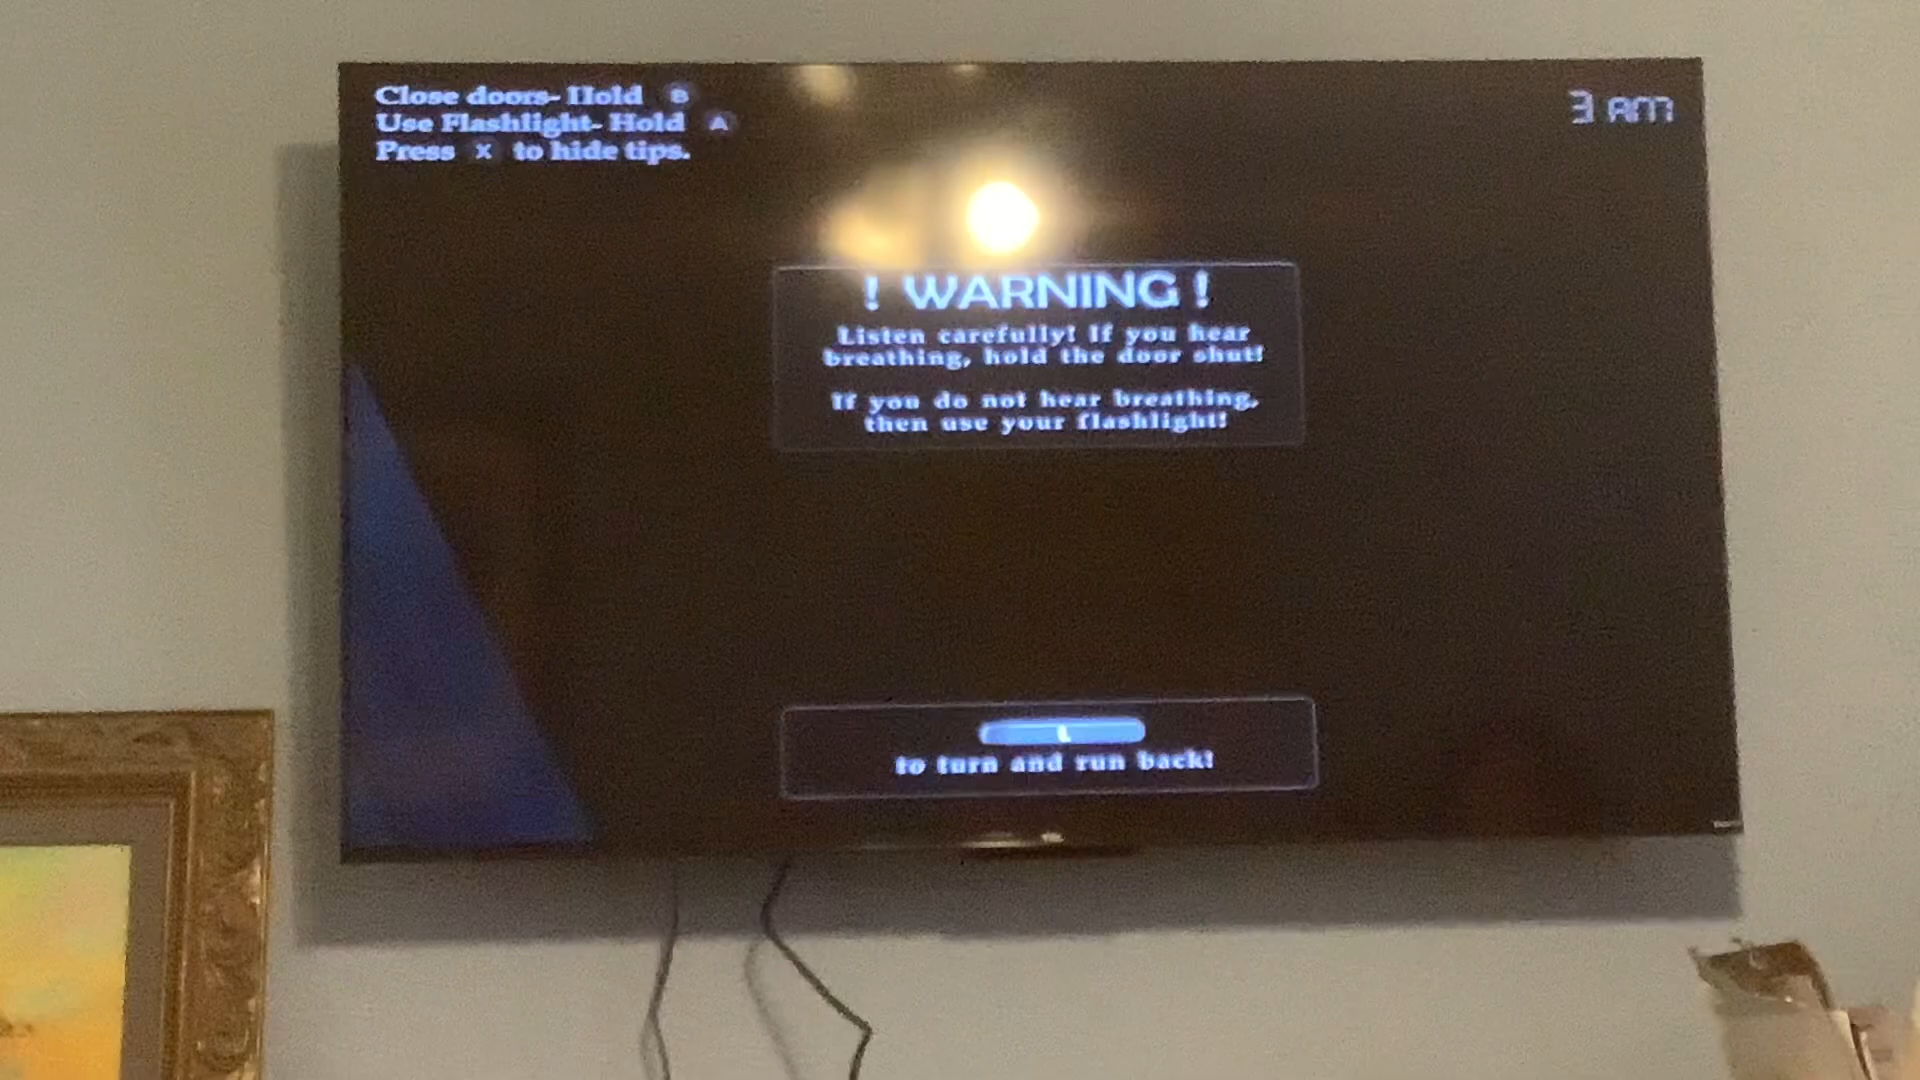 Close doors- Hold B
Use Flashlight- Hold A
Press X to hide tips.
3 AM
! WARNING !
Listen carefully! If you hear
breathing, hold the door shut!
If you do not hear breathing,
then use your flashlight!
L
to turn and run back!